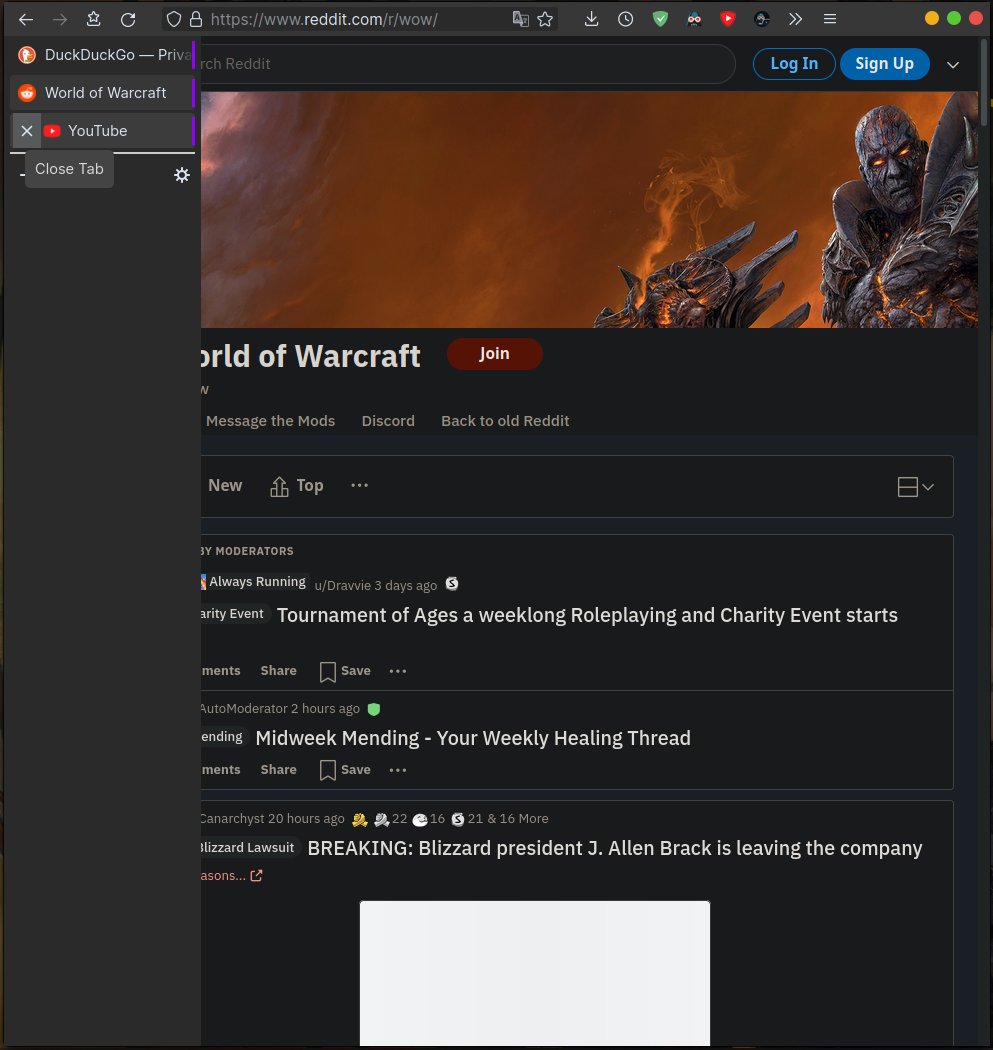 https://www.reddit.com/r/wow/
DuckDuckGo — Priva
World of Warcraft
YouTube
Close Tab
rch Reddit
Log In
Sign Up
orld of Warcraft
Join
w
Message the Mods
Discord
Back to old Reddit
New
Top
BY MODERATORS
Always Running u/Dravvie 3 days ago
arity Event Tournament of Ages a weeklong Roleplaying and Charity Event starts
ments Share Save
AutoModerator 2 hours ago
ending Midweek Mending - Your Weekly Healing Thread
ments Share Save
Canarchyst 20 hours ago 22 16 21 & 16 More
Blizzard Lawsuit BREAKING: Blizzard president J. Allen Brack is leaving the company
asons...